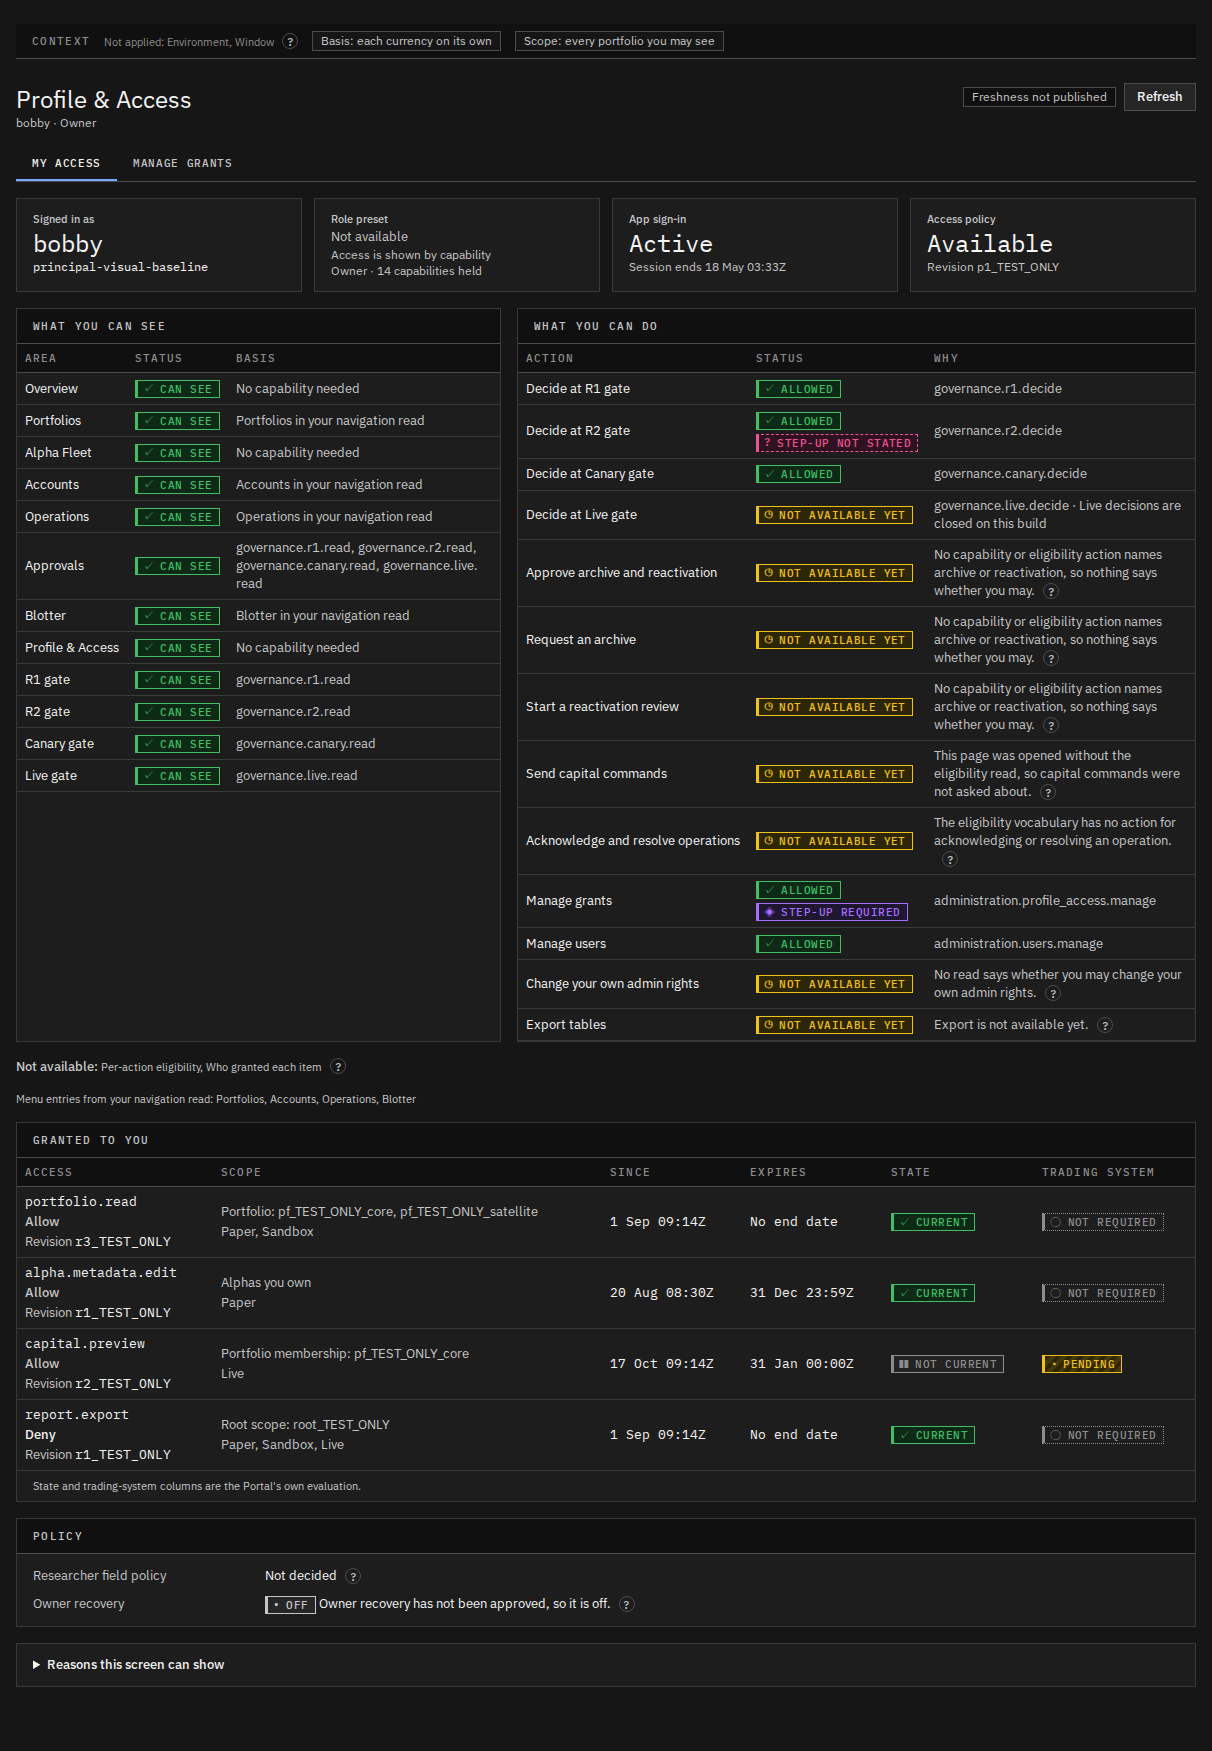 CONTEXT Not applied: Environment, Window ? Basis: each currency on its own Scope: every portfolio you may see
Profile & Access
bobby · Owner
Freshness not published Refresh
MY ACCESS MANAGE GRANTS
Signed in as
bobby
principal-visual-baseline
Role preset
Not available
Access is shown by capability
Owner · 14 capabilities held
App sign-in
Active
Session ends 18 May 03:33Z
Access policy
Available
Revision p1_TEST_ONLY
WHAT YOU CAN SEE
AREA STATUS BASIS
Overview ✓ CAN SEE No capability needed
Portfolios ✓ CAN SEE Portfolios in your navigation read
Alpha Fleet ✓ CAN SEE No capability needed
Accounts ✓ CAN SEE Accounts in your navigation read
Operations ✓ CAN SEE Operations in your navigation read
Approvals ✓ CAN SEE governance.r1.read, governance.r2.read,
governance.canary.read, governance.live.
read
Blotter ✓ CAN SEE Blotter in your navigation read
Profile & Access ✓ CAN SEE No capability needed
R1 gate ✓ CAN SEE governance.r1.read
R2 gate ✓ CAN SEE governance.r2.read
Canary gate ✓ CAN SEE governance.canary.read
Live gate ✓ CAN SEE governance.live.read
WHAT YOU CAN DO
ACTION STATUS WHY
Decide at R1 gate ✓ ALLOWED governance.r1.decide
Decide at R2 gate ✓ ALLOWED governance.r2.decide
? STEP-UP NOT STATED
Decide at Canary gate ✓ ALLOWED governance.canary.decide
Decide at Live gate NOT AVAILABLE YET governance.live.decide · Live decisions are
closed on this build
Approve archive and reactivation NOT AVAILABLE YET No capability or eligibility action names
archive or reactivation, so nothing says
whether you may. ?
Request an archive NOT AVAILABLE YET No capability or eligibility action names
archive or reactivation, so nothing says
whether you may. ?
Start a reactivation review NOT AVAILABLE YET No capability or eligibility action names
archive or reactivation, so nothing says
whether you may. ?
Send capital commands NOT AVAILABLE YET This page was opened without the
eligibility read, so capital commands were
not asked about. ?
Acknowledge and resolve operations NOT AVAILABLE YET The eligibility vocabulary has no action for
acknowledging or resolving an operation.
?
Manage grants ✓ ALLOWED administration.profile_access.manage
STEP-UP REQUIRED
Manage users ✓ ALLOWED administration.users.manage
Change your own admin rights NOT AVAILABLE YET No read says whether you may change your
own admin rights. ?
Export tables NOT AVAILABLE YET Export is not available yet. ?
Not available: Per-action eligibility, Who granted each item ?
Menu entries from your navigation read: Portfolios, Accounts, Operations, Blotter
GRANTED TO YOU
ACCESS SCOPE SINCE EXPIRES STATE TRADING SYSTEM
portfolio.read
Allow
Revision r3_TEST_ONLY
Portfolio: pf_TEST_ONLY_core, pf_TEST_ONLY_satellite
Paper, Sandbox
1 Sep 09:14Z No end date ✓ CURRENT NOT REQUIRED
alpha.metadata.edit
Allow
Revision r1_TEST_ONLY
Alphas you own
Paper
20 Aug 08:30Z 31 Dec 23:59Z ✓ CURRENT NOT REQUIRED
capital.preview
Allow
Revision r2_TEST_ONLY
Portfolio membership: pf_TEST_ONLY_core
Live
17 Oct 09:14Z 31 Jan 00:00Z NOT CURRENT PENDING
report.export
Deny
Revision r1_TEST_ONLY
Root scope: root_TEST_ONLY
Paper, Sandbox, Live
1 Sep 09:14Z No end date ✓ CURRENT NOT REQUIRED
State and trading-system columns are the Portal's own evaluation.
POLICY
Researcher field policy Not decided ?
Owner recovery • OFF Owner recovery has not been approved, so it is off. ?
▶ Reasons this screen can show